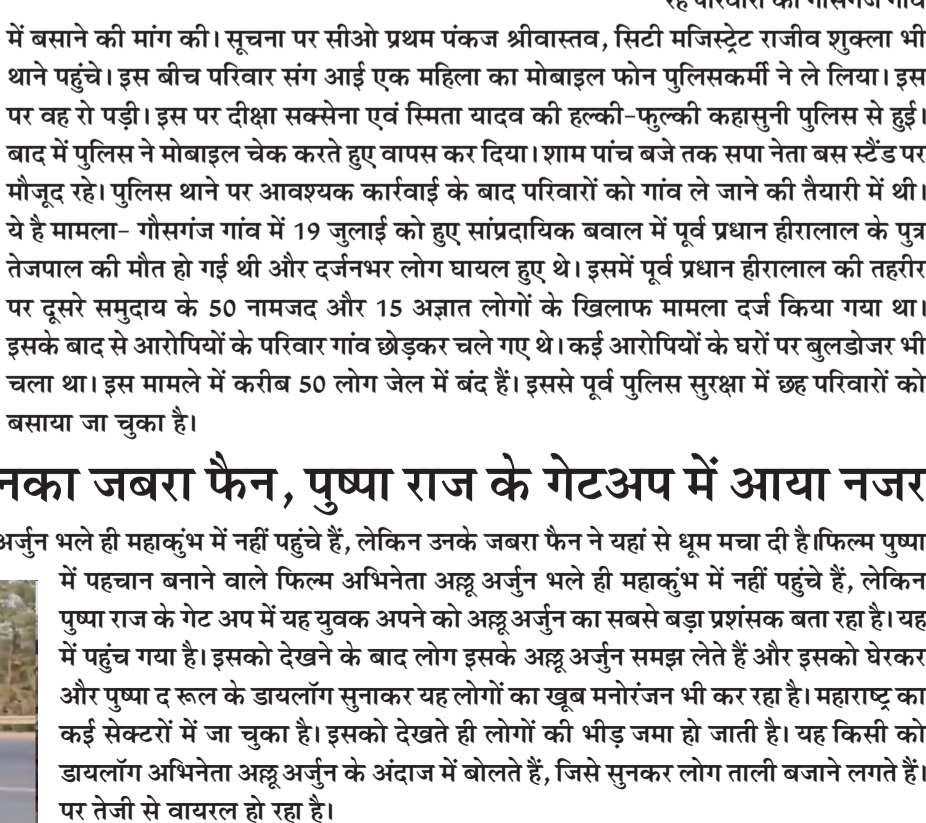 रहे परिवारों को गौसगंज गांव
में बसाने की मांग की। सूचना पर सीओ प्रथम पंकज श्रीवास्तव, सिटी मजिस्ट्रेट राजीव शुक्ला भी
थाने पहुंचे। इस बीच परिवार संग आई एक महिला का मोबाइल फोन पुलिसकर्मी ने ले लिया। इस
पर वह रो पड़ी। इस पर दीक्षा सक्सेना एवं स्मिता यादव की हल्की-फुल्की कहासुनी पुलिस से हुई।
बाद में पुलिस ने मोबाइल चेक करते हुए वापस कर दिया। शाम पांच बजे तक सपा नेता बस स्टैंड पर
मौजूद रहे। पुलिस थाने पर आवश्यक कार्रवाई के बाद परिवारों को गांव ले जाने की तैयारी में थी।
ये है मामला- गौसगंज गांव में 19 जुलाई को हुए सांप्रदायिक बवाल में पूर्व प्रधान हीरालाल के पुत्र
तेजपाल की मौत हो गई थी और दर्जनभर लोग घायल हुए थे। इसमें पूर्व प्रधान हीरालाल की तहरीर
पर दूसरे समुदाय के 50 नामजद और 15 अज्ञात लोगों के खिलाफ मामला दर्ज किया गया था।
इसके बाद से आरोपियों के परिवार गांव छोड़कर चले गए थे। कई आरोपियों के घरों पर बुलडोजर भी
चला था। इस मामले में करीब 50 लोग जेल में बंद हैं। इससे पूर्व पुलिस सुरक्षा में छह परिवारों को
बसाया जा चुका है।
नका जबरा फैन, पुष्पा राज के गेटअप में आया नजर
अर्जुन भले ही महाकुंभ में नहीं पहुंचे हैं, लेकिन उनके जबरा फैन ने यहां से धूम मचा दी है।फिल्म पुष्पा
में पहचान बनाने वाले फिल्म अभिनेता अल्लू अर्जुन भले ही महाकुंभ में नहीं पहुंचे हैं, लेकिन
पुष्पा राज के गेट अप में यह युवक अपने को अल्लू अर्जुन का सबसे बड़ा प्रशंसक बता रहा है। यह
में पहुंच गया है। इसको देखने के बाद लोग इसके अल्लू अर्जुन समझ लेते हैं और इसको घेरकर
और पुष्पा द रूल के डायलॉग सुनाकर यह लोगों का खूब मनोरंजन भी कर रहा है। महाराष्ट्र का
कई सेक्टरों में जा चुका है। इसको देखते ही लोगों की भीड़ जमा हो जाती है। यह किसी को
डायलॉग अभिनेता अल्लू अर्जुन के अंदाज में बोलते हैं, जिसे सुनकर लोग ताली बजाने लगते हैं।
पर तेजी से वायरल हो रहा है।